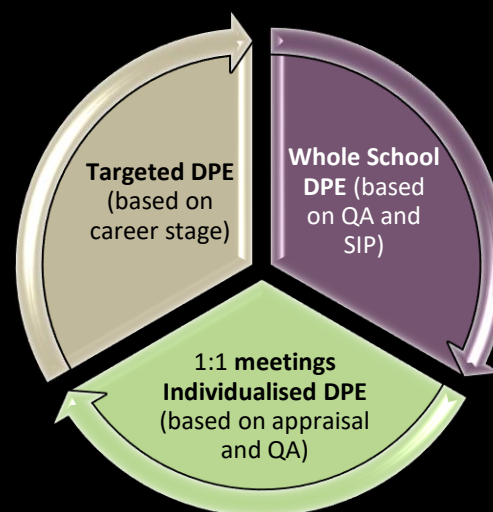 Targeted DPE
(based on
career stage)
Whole School
DPE (based
on QA and
SIP)
1:1 meetings
Individualised DPE
(based on appraisal
and QA)